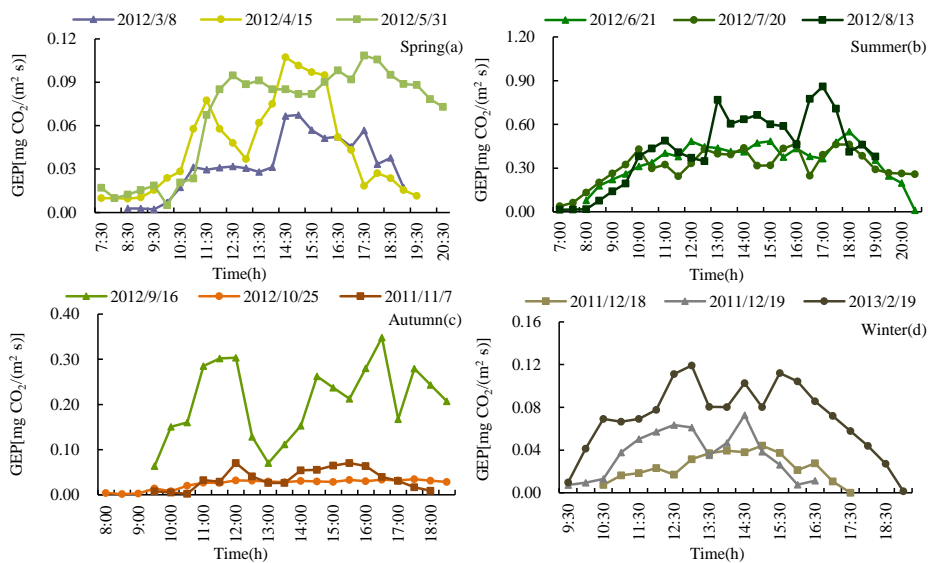 2012/3/8 2012/4/15 2012/5/31
Spring(a)
GEP[mg CO₂/(m² s)]
0.12
0.09
0.06
0.03
0.00
7:30 8:30 9:30 10:30 11:30 12:30 13:30 14:30 15:30 16:30 17:30 18:30 19:30 20:30
Time(h)
2012/6/21 2012/7/20 2012/8/13
Summer(b)
GEP[mg CO₂/(m² s)]
1.20
0.90
0.60
0.30
0.00
7:00 8:00 9:00 10:00 11:00 12:00 13:00 14:00 15:00 16:00 17:00 18:00 19:00 20:00
Time(h)
2012/9/16 2012/10/25 2011/11/7
Autumn(c)
GEP[mg CO₂/(m² s)]
0.40
0.30
0.20
0.10
0.00
8:00 9:00 10:00 11:00 12:00 13:00 14:00 15:00 16:00 17:00 18:00
Time(h)
2011/12/18 2011/12/19 2013/2/19
Winter(d)
GEP[mg CO₂/(m² s)]
0.16
0.12
0.08
0.04
0.00
9:30 10:30 11:30 12:30 13:30 14:30 15:30 16:30 17:30 18:30
Time(h)